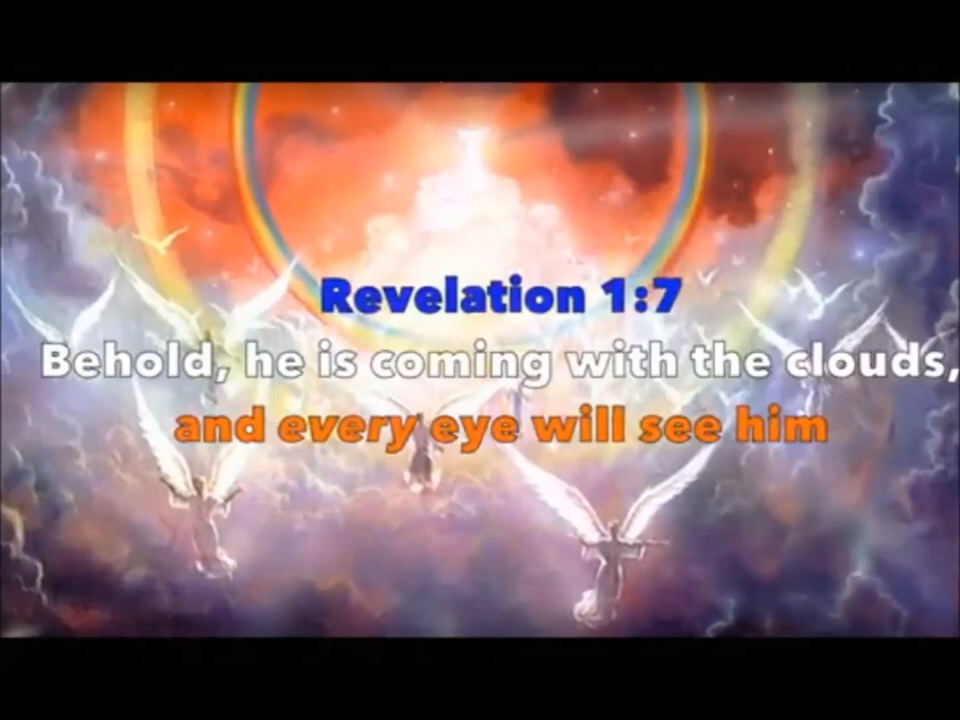 Revelation 1:7
Behold, he is coming with the clouds,
and every eye will see him